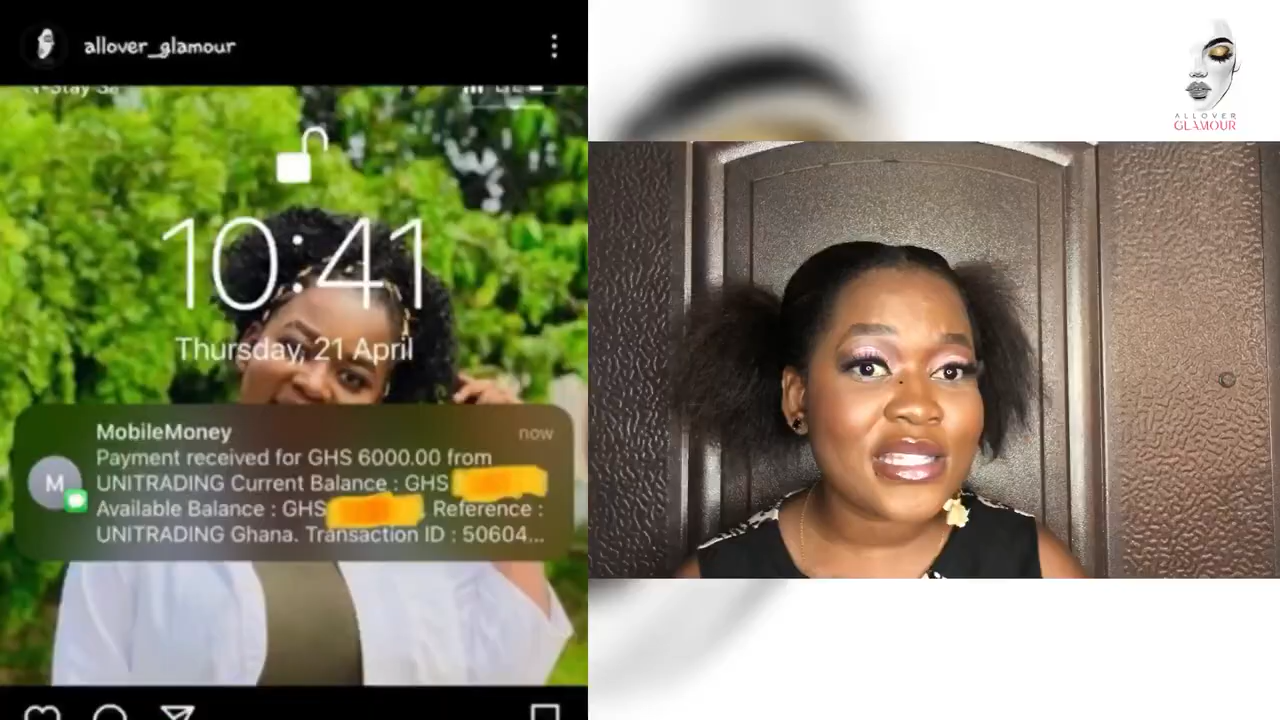 allover_glamour
10:41
Thursday, 21 April
MobileMoney
now
Payment received for GHS 6000.00 from
UNITRADING Current Balance : GHS
Available Balance : GHS
. Reference :
UNITRADING Ghana. Transaction ID : 50604...
M
ALLOVER
GLAMOUR